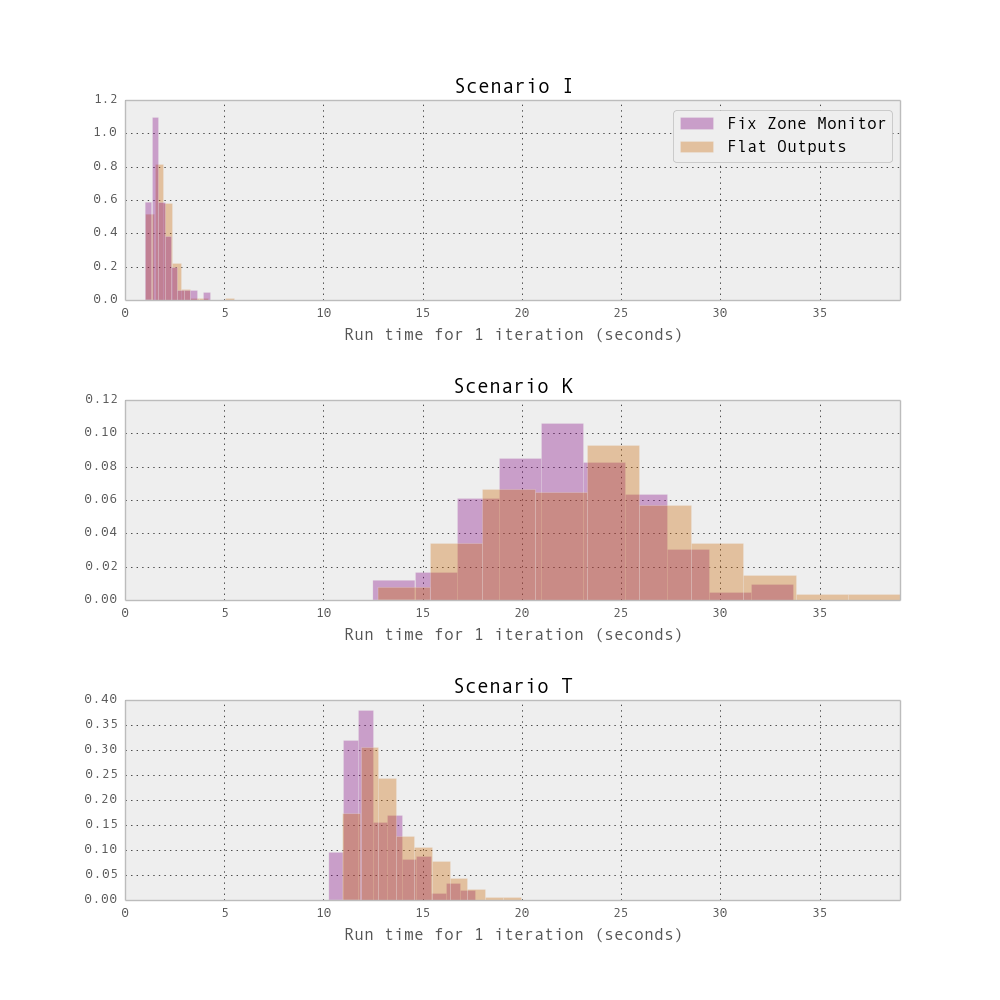 Scenario I
1.2
1.0
0.8
0.6
0.4
0.2
0.0
Fix Zone Monitor
Flat Outputs
0 5 10 15 20 25 30 35
Run time for 1 iteration (seconds)
Scenario K
0.12
0.10
0.08
0.06
0.04
0.02
0.00
0 5 10 15 20 25 30 35
Run time for 1 iteration (seconds)
Scenario T
0.40
0.35
0.30
0.25
0.20
0.15
0.10
0.05
0.00
0 5 10 15 20 25 30 35
Run time for 1 iteration (seconds)